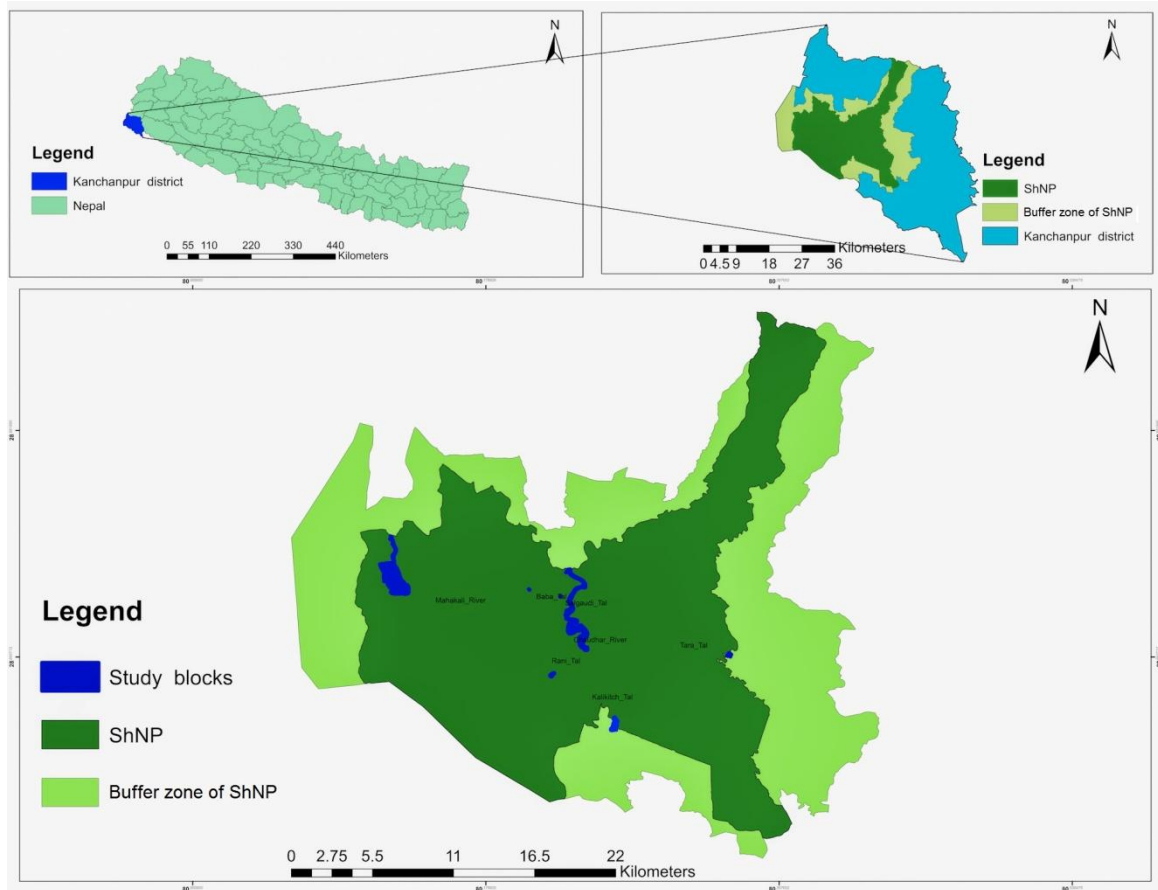 N
Legend
Kanchanpur district
Nepal
0 55 110 220 330 440
Kilometers
N
Legend
ShNP
Buffer zone of ShNP
Kanchanpur district
Kilometers
0 4.5 9 18 27 36
N
Mahakali_River
Rani_Tal
Tara_Tal
Kalikitch_Tal
Legend
Study blocks
ShNP
Buffer zone of ShNP
0 2.75 5.5 11 16.5 22
Kilometers